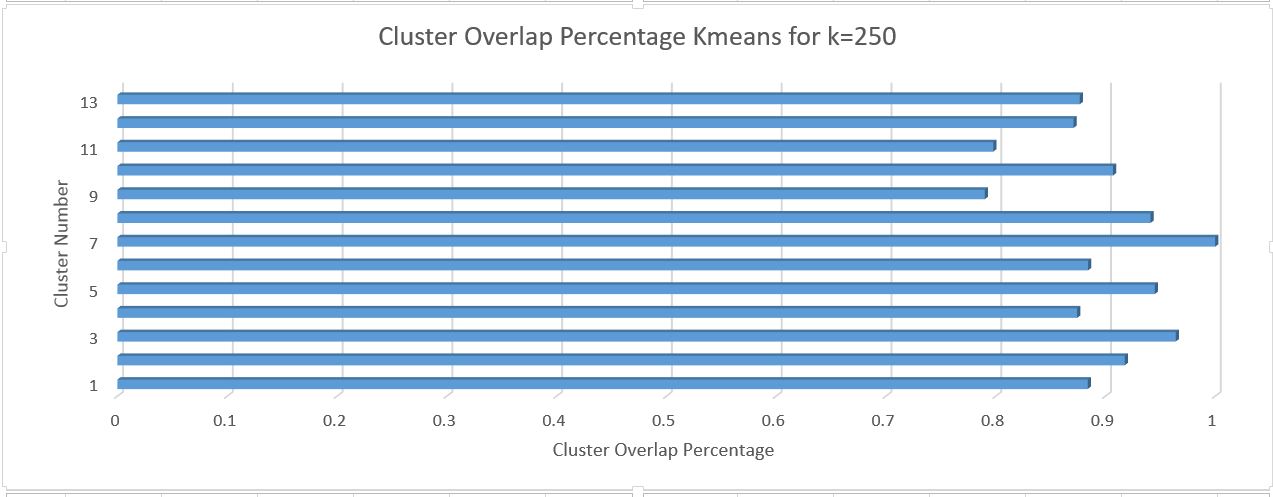 Cluster Overlap Percentage Kmeans for k=250
13
11
9
7
5
3
1
Cluster Number
0 0.1 0.2 0.3 0.4 0.5 0.6 0.7 0.8 0.9 1
Cluster Overlap Percentage